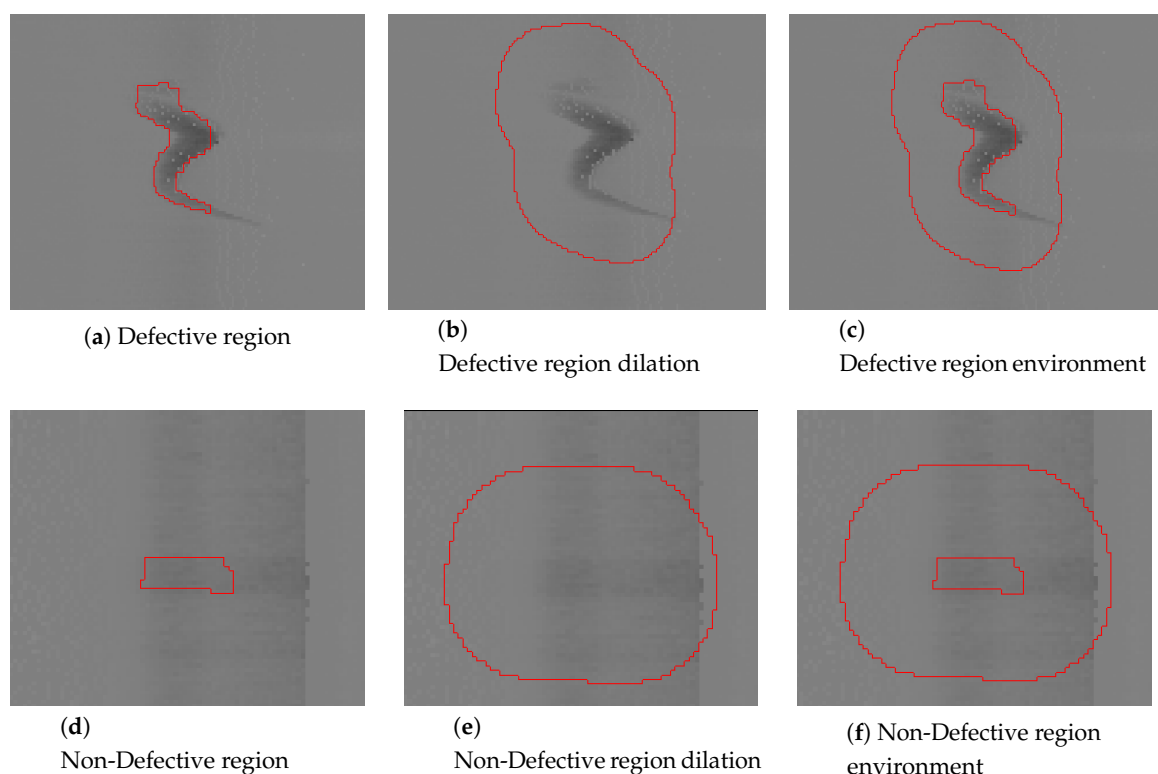 (a) Defective region
(b)
Defective region dilation
(c)
Defective region environment
(d)
Non-Defective region
(e)
Non-Defective region dilation
(f) Non-Defective region
environment